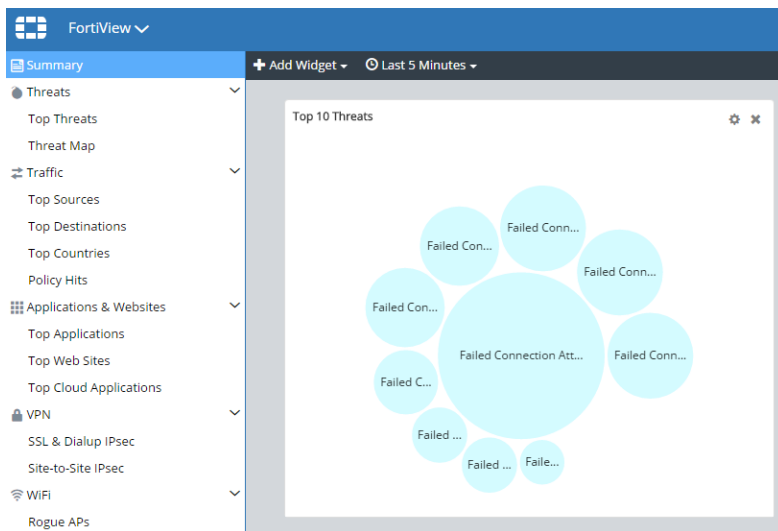 FortiView
Summary
Add Widget
Last 5 Minutes
Threats
Top Threats
Threat Map
Traffic
Top Sources
Top Destinations
Top Countries
Policy Hits
Applications & Websites
Top Applications
Top Web Sites
Top Cloud Applications
VPN
SSL & Dialup IPsec
Site-to-Site IPsec
WiFi
Rogue APs
Top 10 Threats
Failed Conn...
Failed Con...
Failed Conn...
Failed Con...
Failed Connection Att...
Failed Conn...
Failed C...
Failed ...
Failed ...
Faile...